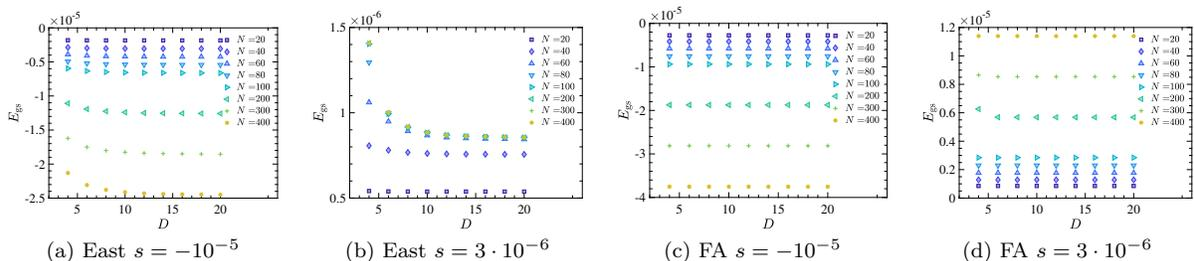 ×10⁻⁵
0
-0.5
-1
-1.5
-2
-2.5
E_gs
5 10 15 20
D
N =20
N =40
N =60
N =80
N =100
N =200
N =300
N =400
(a) East s = −10⁻⁵
×10⁻⁶
1.5
1
0.5
E_gs
5 10 15 20
D
N =20
N =40
N =60
N =80
N =100
N =200
N =300
N =400
(b) East s = 3 · 10⁻⁶
×10⁻⁵
0
-1
-2
-3
-4
E_gs
5 10 15 20
D
N =20
N =40
N =60
N =80
N =100
N =200
N =300
N =400
(c) FA s = −10⁻⁵
×10⁻⁵
1.2
1
0.8
0.6
0.4
0.2
0
E_gs
5 10 15 20
D
N =20
N =40
N =60
N =80
N =100
N =200
N =300
N =400
(d) FA s = 3 · 10⁻⁶